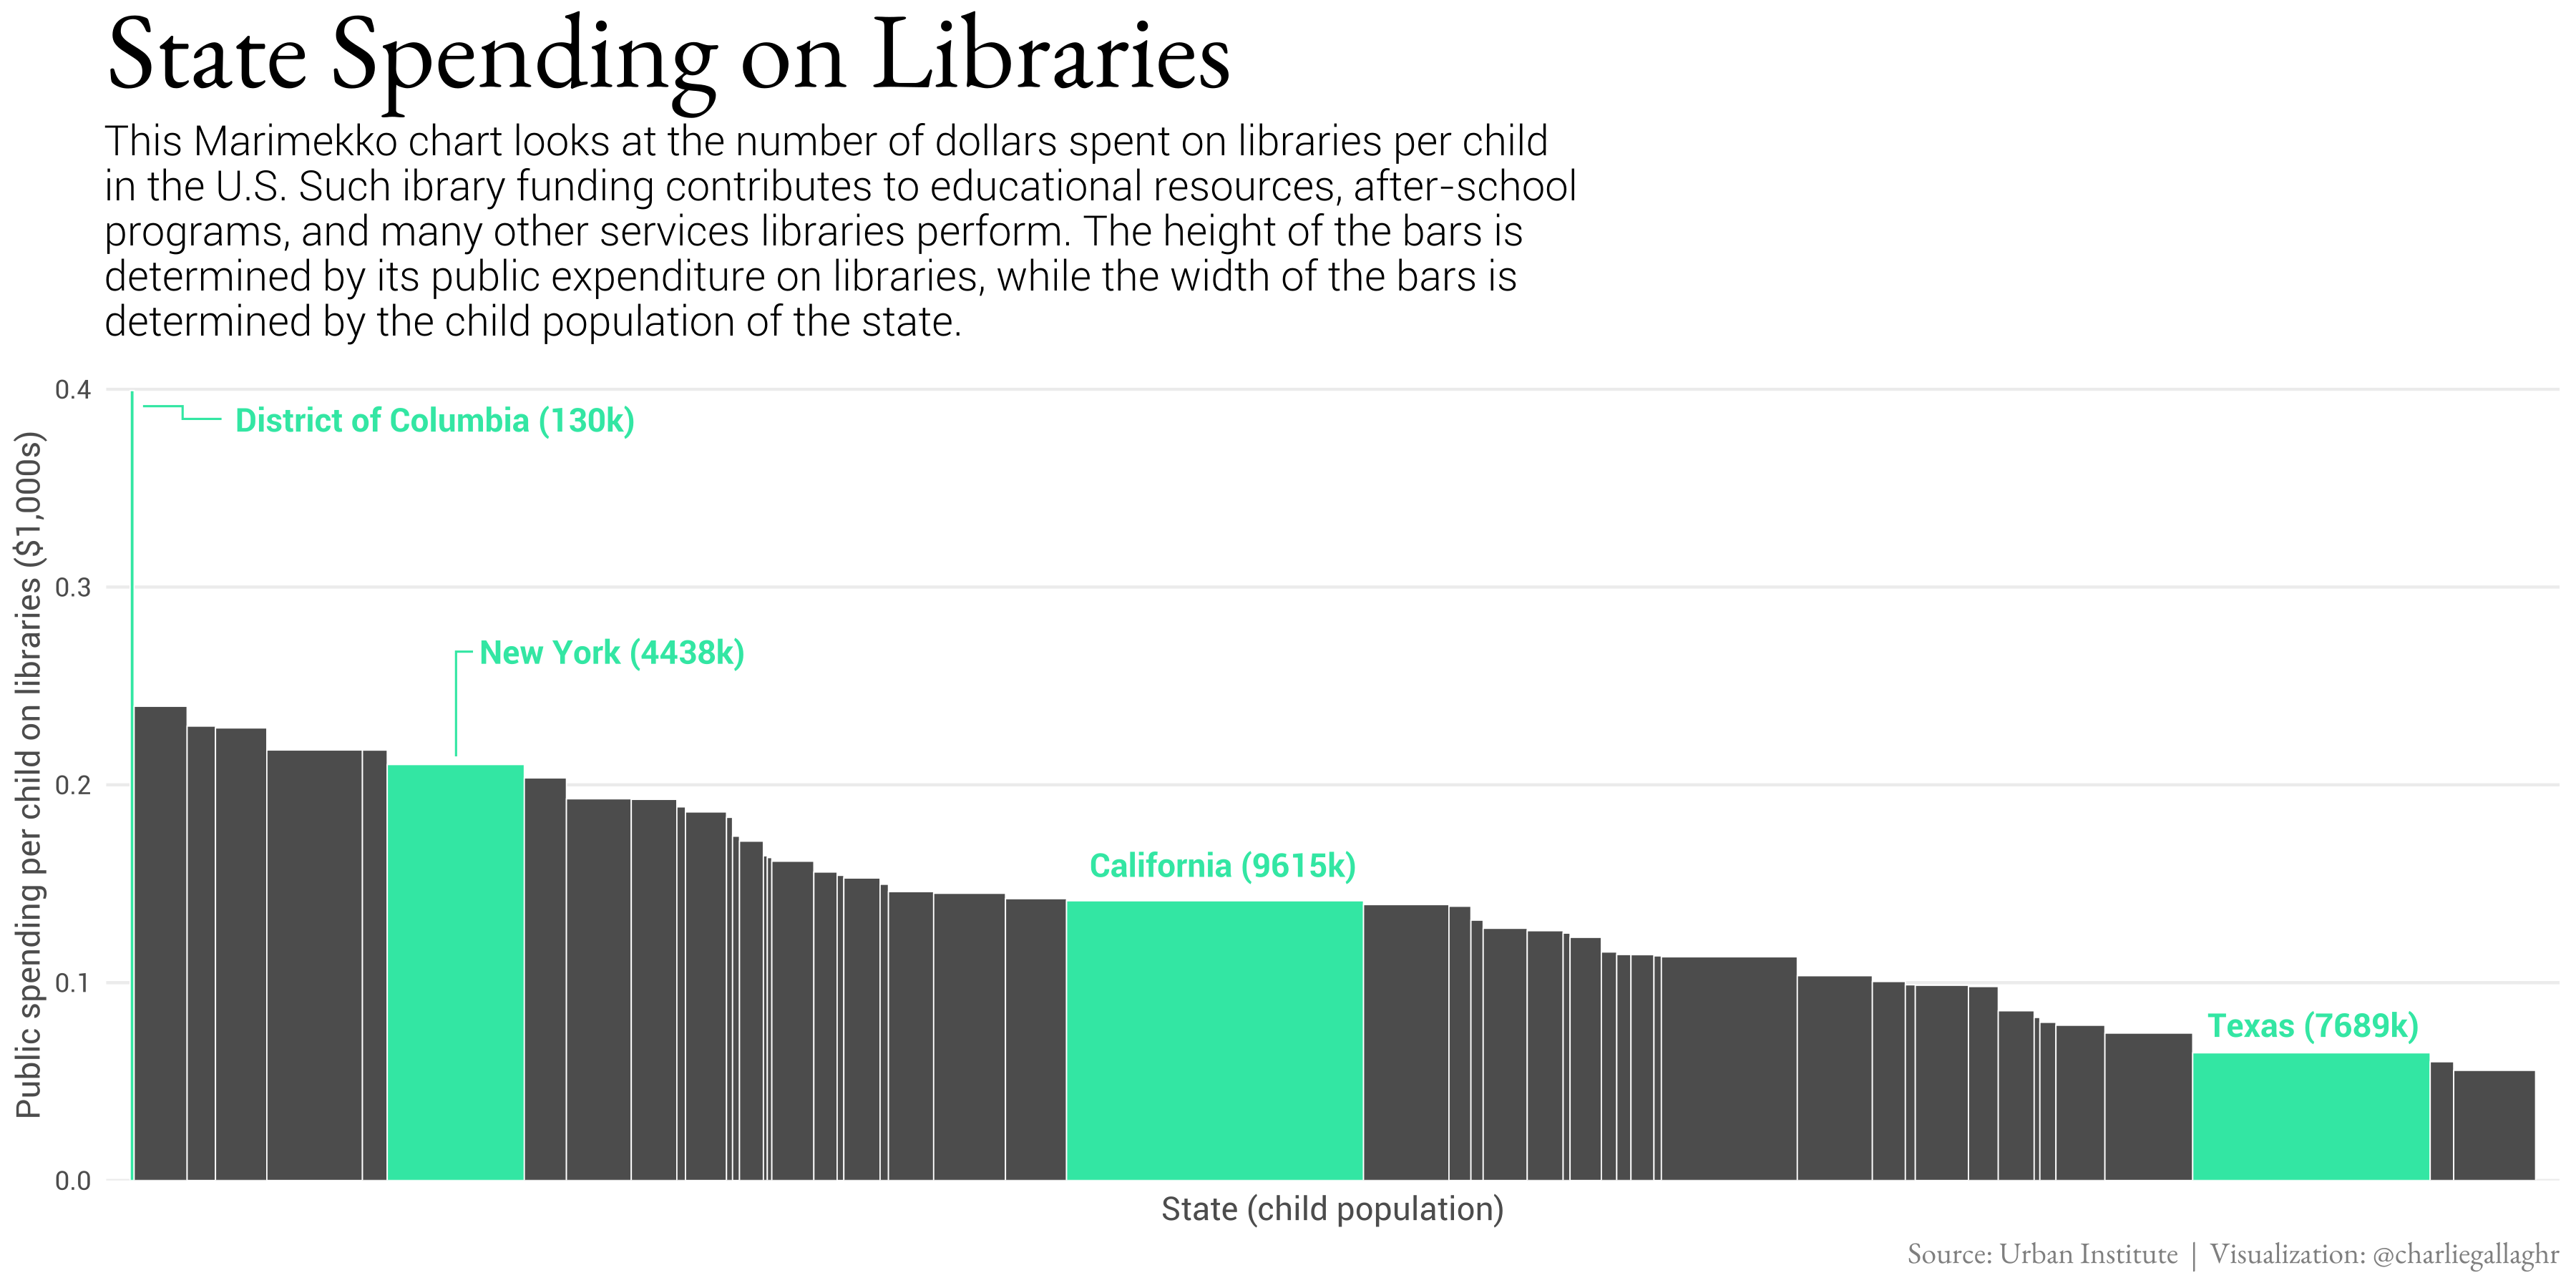 State Spending on Libraries
This Marimekko chart looks at the number of dollars spent on libraries per child
in the U.S. Such ibrary funding contributes to educational resources, after-school
programs, and many other services libraries perform. The height of the bars is
determined by its public expenditure on libraries, while the width of the bars is
determined by the child population of the state.
Public spending per child on libraries ($1,000s)
0.4
0.3
0.2
0.1
0.0
District of Columbia (130k)
New York (4438k)
California (9615k)
Texas (7689k)
State (child population)
Source: Urban Institute | Visualization: @charliegallaghr